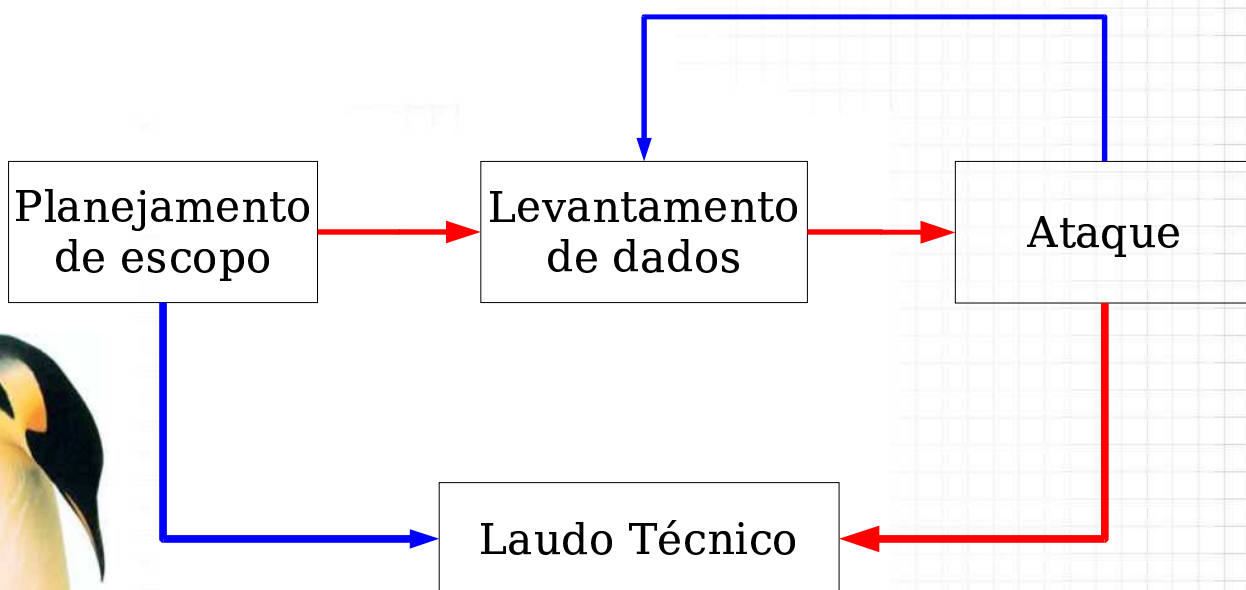 Planejamento
de escopo
Levantamento
de dados
Ataque
Laudo Técnico